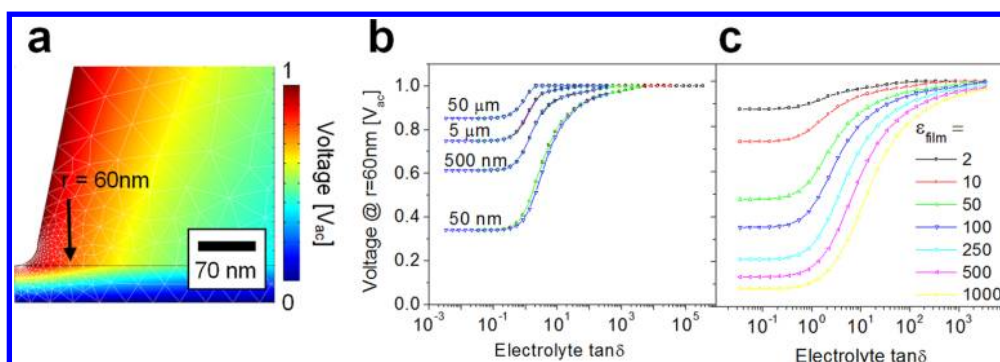 a
b
c
1
0
Voltage [Vac]
r = 60nm
70 nm
Voltage @ r=60nm [Vac]
1.0
0.8
0.6
0.4
0.2
0.0
50 μm
5 μm
500 nm
50 nm
10-3 10-1 101 103 105
Electrolyte tanδ
εfilm =
2
10
50
100
250
500
1000
10-1 100 101 102 103
Electrolyte tanδ